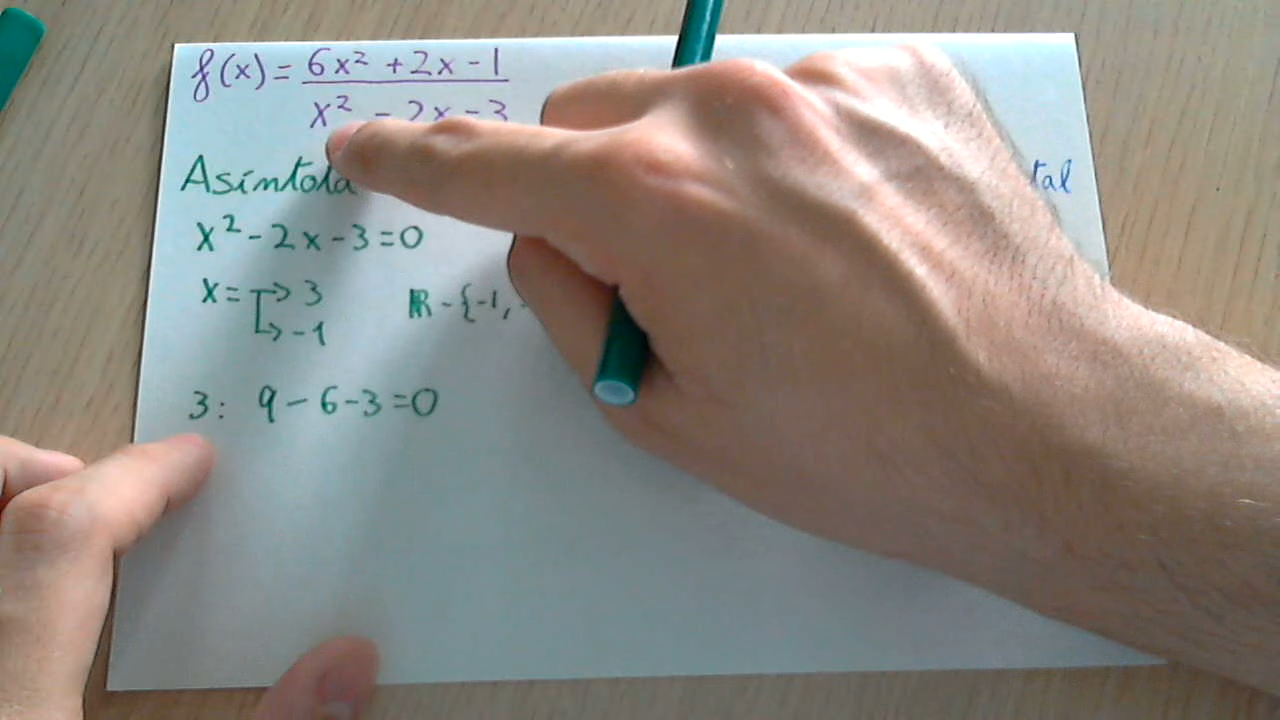 f(x) = 6x² + 2x - 1
x² - 2x - 3
Asíntota
x² - 2x - 3 = 0
x = → 3
↳ -1
ℝ - {-1,
3: 9 - 6 - 3 = 0